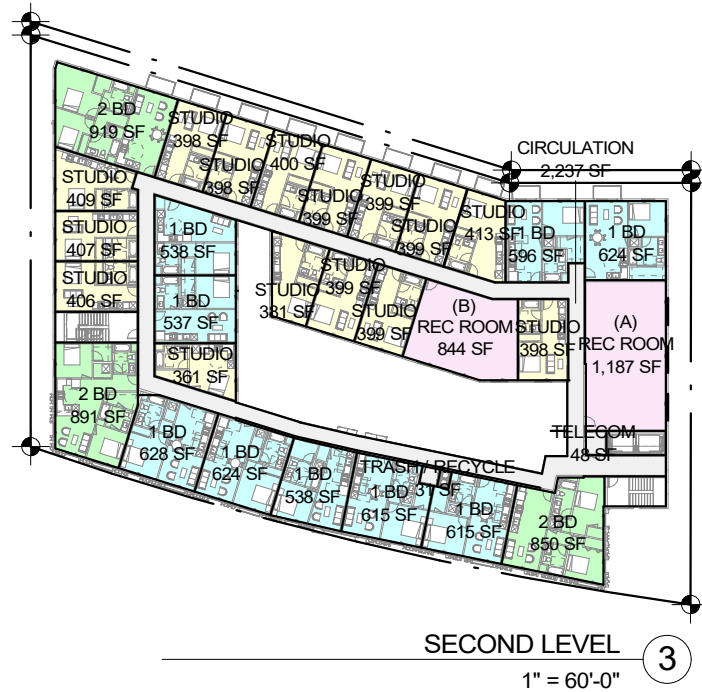 2 BD
919 SF
STUDIO
398 SF
STUDIO
398 SF
STUDIO
400 SF
STUDIO
399 SF
STUDIO
399 SF
STUDIO
399 SF
STUDIO
413 SF
CIRCULATION
2,237 SF
1 BD
596 SF
1 BD
624 SF
STUDIO
409 SF
STUDIO
407 SF
STUDIO
406 SF
1 BD
538 SF
1 BD
537 SF
STUDIO
361 SF
STUDIO
381 SF
STUDIO
399 SF
STUDIO
399 SF
(B)
REC ROOM
844 SF
STUDIO
398 SF
(A)
REC ROOM
1,187 SF
2 BD
891 SF
1 BD
628 SF
1 BD
624 SF
1 BD
538 SF
TRASH / RECYCLE
31 SF
1 BD
615 SF
1 BD
615 SF
TELECOM
48 SF
2 BD
850 SF
SECOND LEVEL
3
1" = 60'-0"